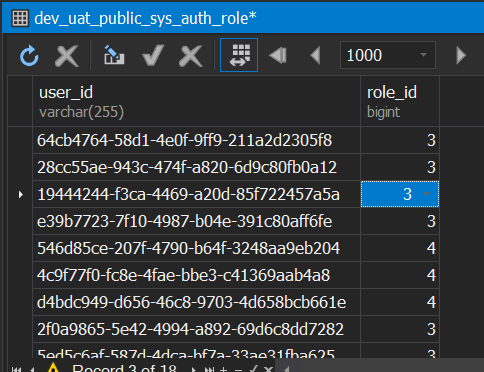 dev_uat_public_sys_auth_role*
1000
user_id role_id
varchar(255) bigint
64cb4764-58d1-4e0f-9ff9-211a2d2305f8 3
28cc55ae-943c-474f-a820-6d9c80fb0a12 3
19444244-f3ca-4469-a20d-85f722457a5a 3
e39b7723-7f10-4987-b04e-391c80aff6fe 3
546d85ce-207f-4790-b64f-3248aa9eb204 4
4c9f77f0-fc8e-4fae-bbe3-c41369aab4a8 4
d4bdc949-d656-46c8-9703-4d658bcb661e 4
2f0a9865-5e42-4994-a892-69d6c8dd7282 3
5ed5c6af-587d-4dca-bf7a-33ae31fba625 3
Record 3 of 18